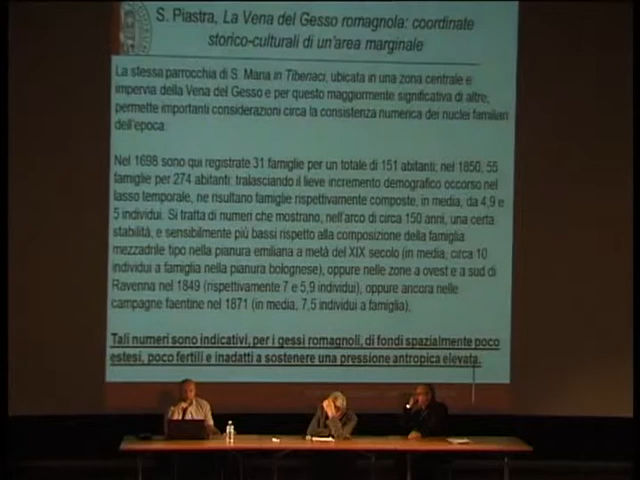 S. Piastra, La Vena del Gesso romagnola: coordinate
storico-culturali di un'area marginale
La stessa parrocchia di S. Maria in Tiberiaci, ubicata in una zona centrale e
impervia della Vena del Gesso e per questo maggiormente significativa di altre,
permette importanti considerazioni circa la consistenza numerica dei nuclei familiari
dell'epoca.
Nel 1698 sono qui registrate 31 famiglie per un totale di 151 abitanti; nel 1850, 55
famiglie per 274 abitanti: tralasciando il lieve incremento demografico occorso nel
lasso temporale, ne risultano famiglie rispettivamente composte, in media, da 4,9 e
5 individui. Si tratta di numeri che mostrano, nell'arco di circa 150 anni, una certa
stabilità, e sensibilmente più bassi rispetto alla composizione della famiglia
mezzadrile tipo nella pianura emiliana a metà del XIX secolo (in media, circa 10
individui a famiglia nella pianura bolognese), oppure nelle zone a ovest e a sud di
Ravenna nel 1849 (rispettivamente 7 e 5,9 individui), oppure ancora nelle
campagne faentine nel 1871 (in media, 7,5 individui a famiglia).
Tali numeri sono indicativi, per i gessi romagnoli, di fondi spazialmente poco
estesi, poco fertili e inadatti a sostenere una pressione antropica elevata.